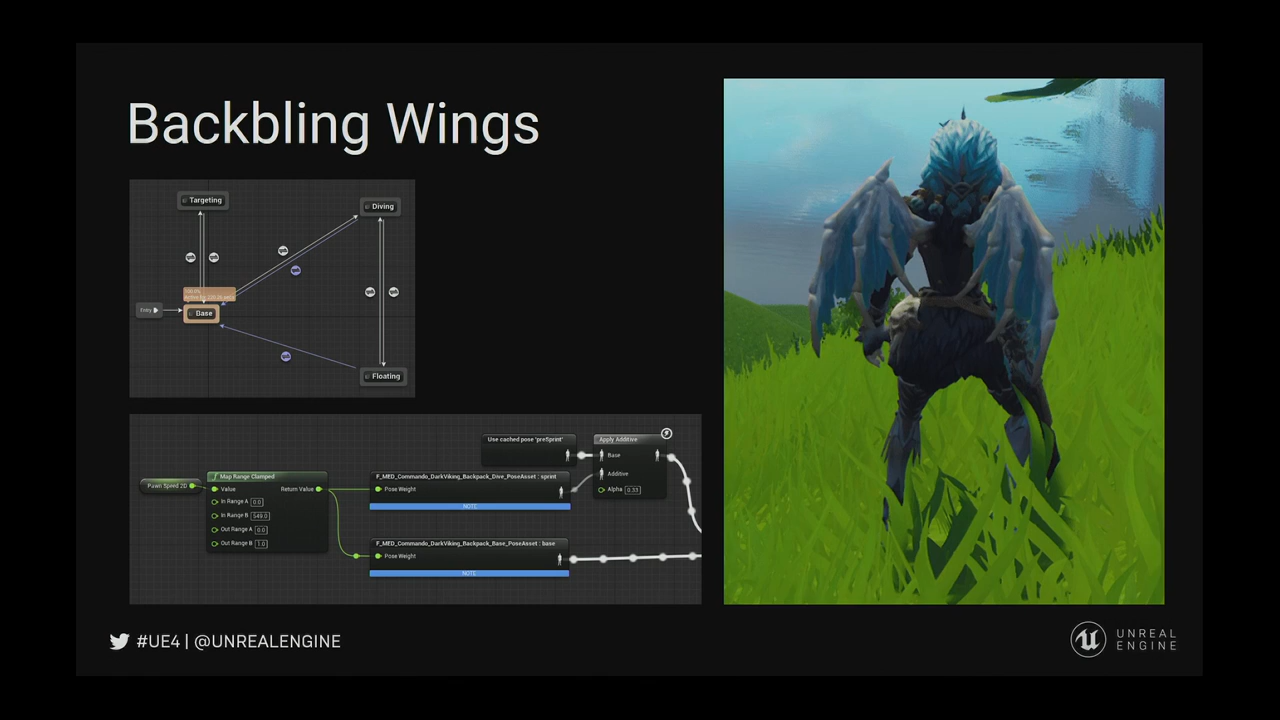 Backbling Wings
Targeting
Diving
Entry
Base
Floating
Use cached pose 'preSprint'
Apply Additive
Base
Additive
Alpha 0.33
Pawn Speed 2D
Map Range Clamped
Value
Return Value
In Range A 0.0
In Range B 549.0
Out Range A 0.0
Out Range B 1.0
F_MED_Commando_DarkViking_Backpack_Dive_PoseAsset : sprint
Pose Weight
NOTE
F_MED_Commando_DarkViking_Backpack_Base_PoseAsset : base
Pose Weight
NOTE
#UE4 | @UNREALENGINE
UNREAL
ENGINE